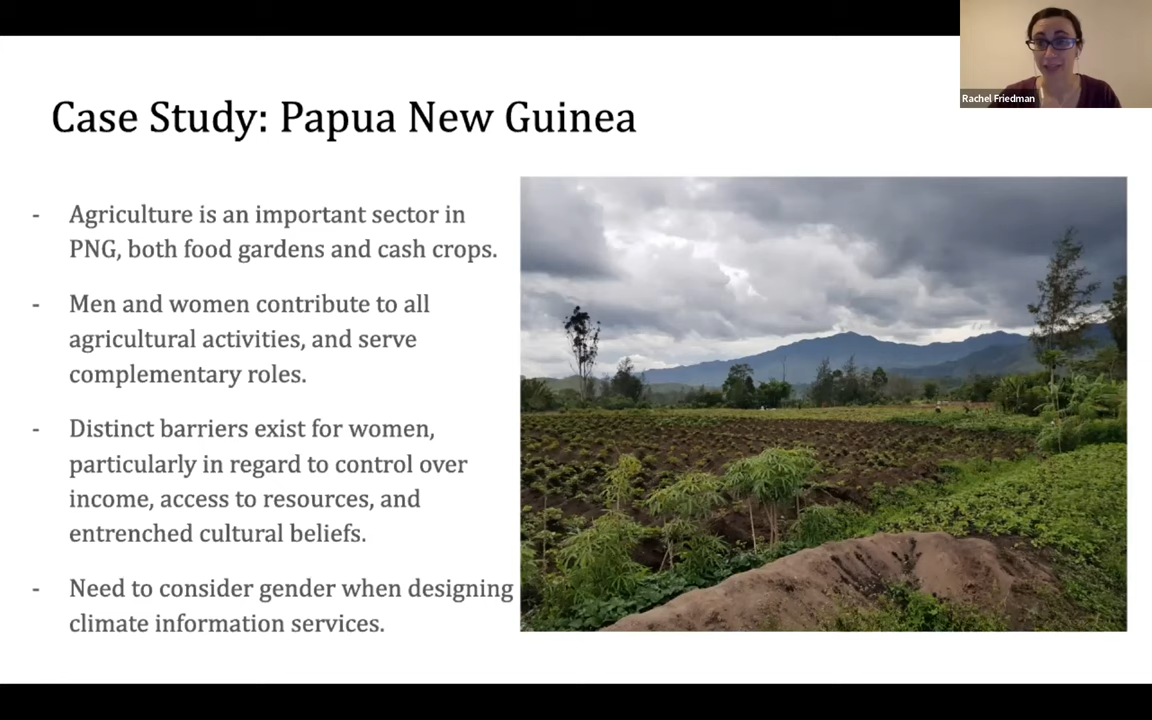 Rachel Friedman
Case Study: Papua New Guinea
- Agriculture is an important sector in
PNG, both food gardens and cash crops.
- Men and women contribute to all
agricultural activities, and serve
complementary roles.
- Distinct barriers exist for women,
particularly in regard to control over
income, access to resources, and
entrenched cultural beliefs.
- Need to consider gender when designing
climate information services.